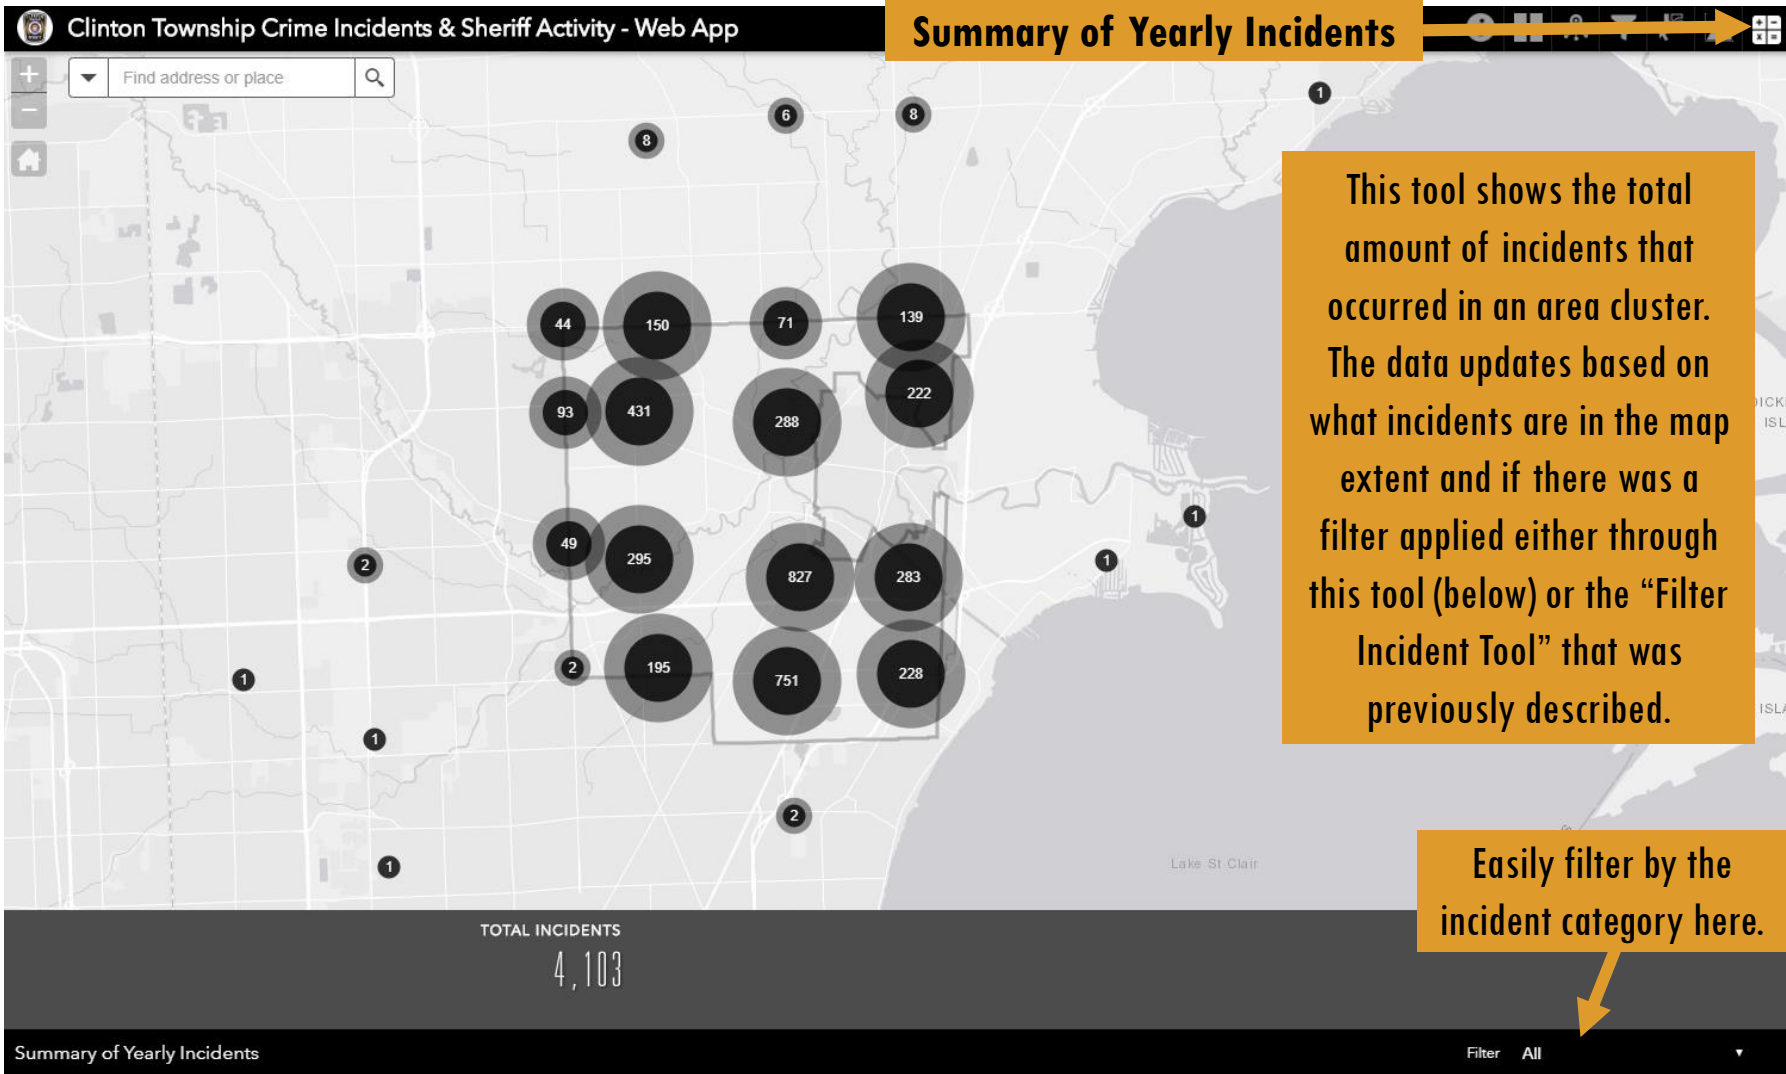 Clinton Township Crime Incidents & Sheriff Activity - Web App
Summary of Yearly Incidents
Find address or place
1
6
8
8
This tool shows the total
amount of incidents that
occurred in an area cluster.
The data updates based on
what incidents are in the map
extent and if there was a
filter applied either through
this tool (below) or the “Filter
Incident Tool” that was
previously described.
44
150
71
139
93
431
288
222
49
295
827
283
2
1
1
2
195
751
228
1
1
2
1
Lake St Clair
Easily filter by the
incident category here.
TOTAL INCIDENTS
4,103
Summary of Yearly Incidents
Filter All